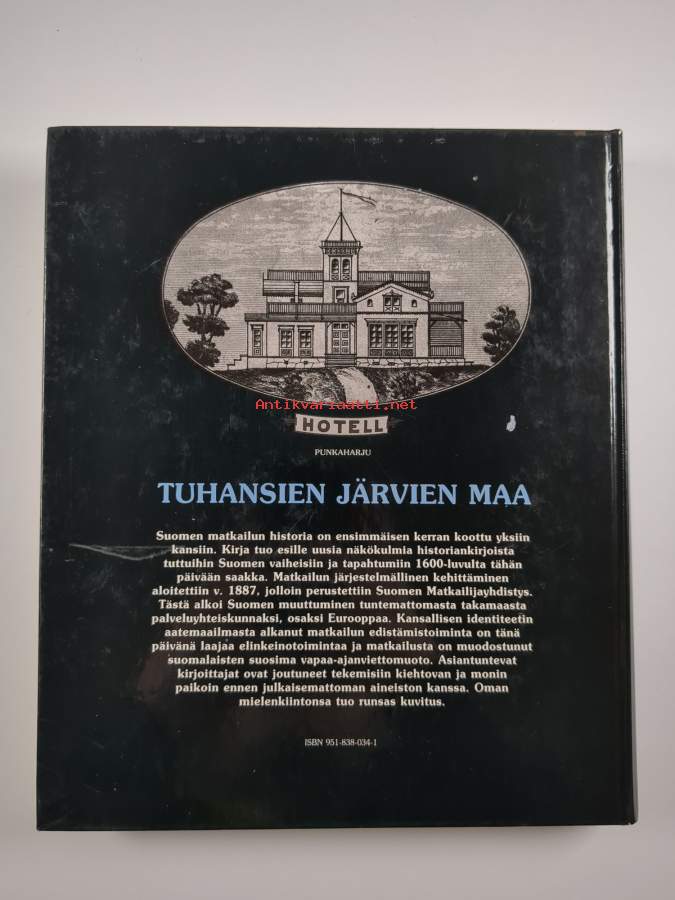 Antikvariaatti.net
HOTELL
PUNKAHARJU
TUHANSIEN JÄRVIEN MAA
Suomen matkailun historia on ensimmäisen kerran koottu yksiin
kansiin. Kirja tuo esille uusia näkökulmia historiankirjoista
tuttuihin Suomen vaiheisiin ja tapahtumiin 1600-luvulta tähän
päivään saakka. Matkailun järjestelmällinen kehittäminen
aloitettiin v. 1887, jolloin perustettiin Suomen Matkailijayhdistys.
Tästä alkoi Suomen muuttuminen tuntemattomasta takamaasta
palveluyhteiskunnaksi, osaksi Eurooppaa. Kansallisen identiteetin
aatemaailmasta alkanut matkailun edistämistoiminta on tänä
päivänä laajaa elinkeinotoimintaa ja matkailusta on muodostunut
suomalaisten suosima vapaa-ajanviettomuoto. Asiantuntevat
kirjoittajat ovat joutuneet tekemisiin kiehtovan ja monin
paikoin ennen julkaisemattoman aineiston kanssa. Oman
mielenkiintonsa tuo runsas kuvitus.
ISBN 951-838-034-1